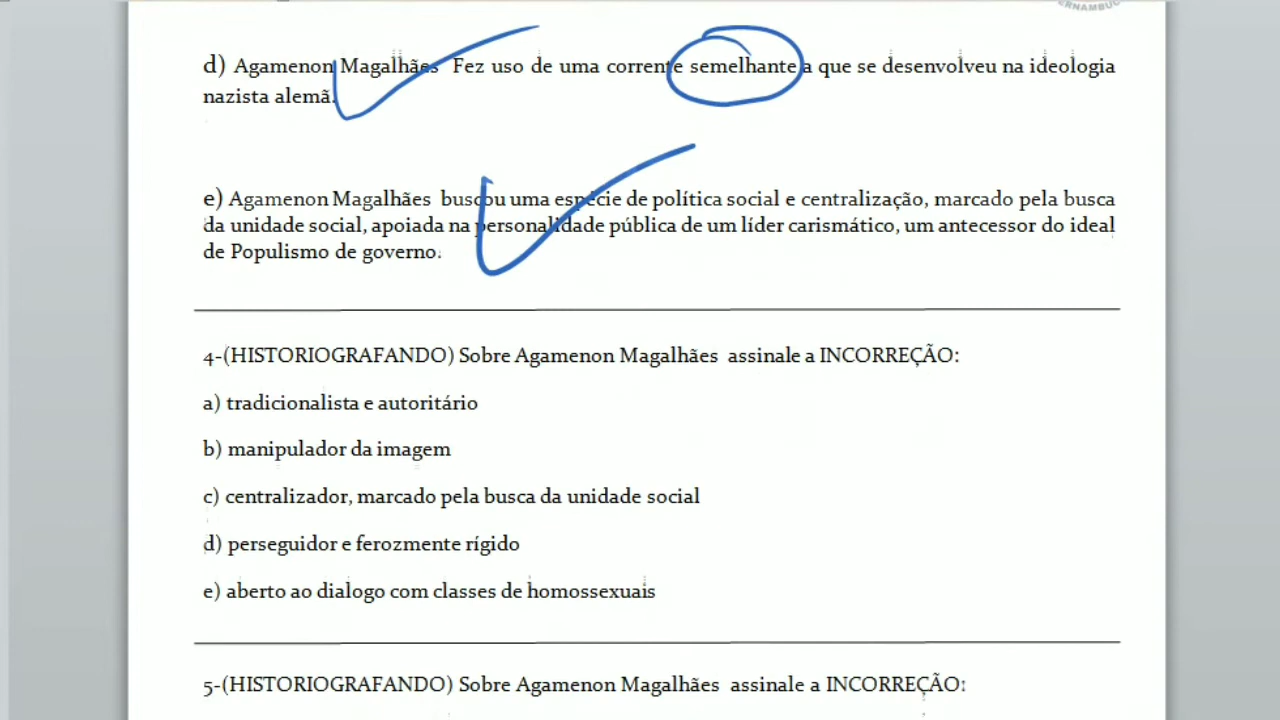 ERNAMBUC
d) Agamenon Magalhães Fez uso de uma corrente semelhante a que se desenvolveu na ideologia
nazista alemã.
e) Agamenon Magalhães buscou uma espécie de política social e centralização, marcado pela busca
da unidade social, apoiada na personalidade pública de um líder carismático, um antecessor do ideal
de Populismo de governo.
4-(HISTORIOGRAFANDO) Sobre Agamenon Magalhães assinale a INCORREÇÃO:
a) tradicionalista e autoritário
b) manipulador da imagem
c) centralizador, marcado pela busca da unidade social
d) perseguidor e ferozmente rígido
e) aberto ao dialogo com classes de homossexuais
5-(HISTORIOGRAFANDO) Sobre Agamenon Magalhães assinale a INCORREÇÃO: